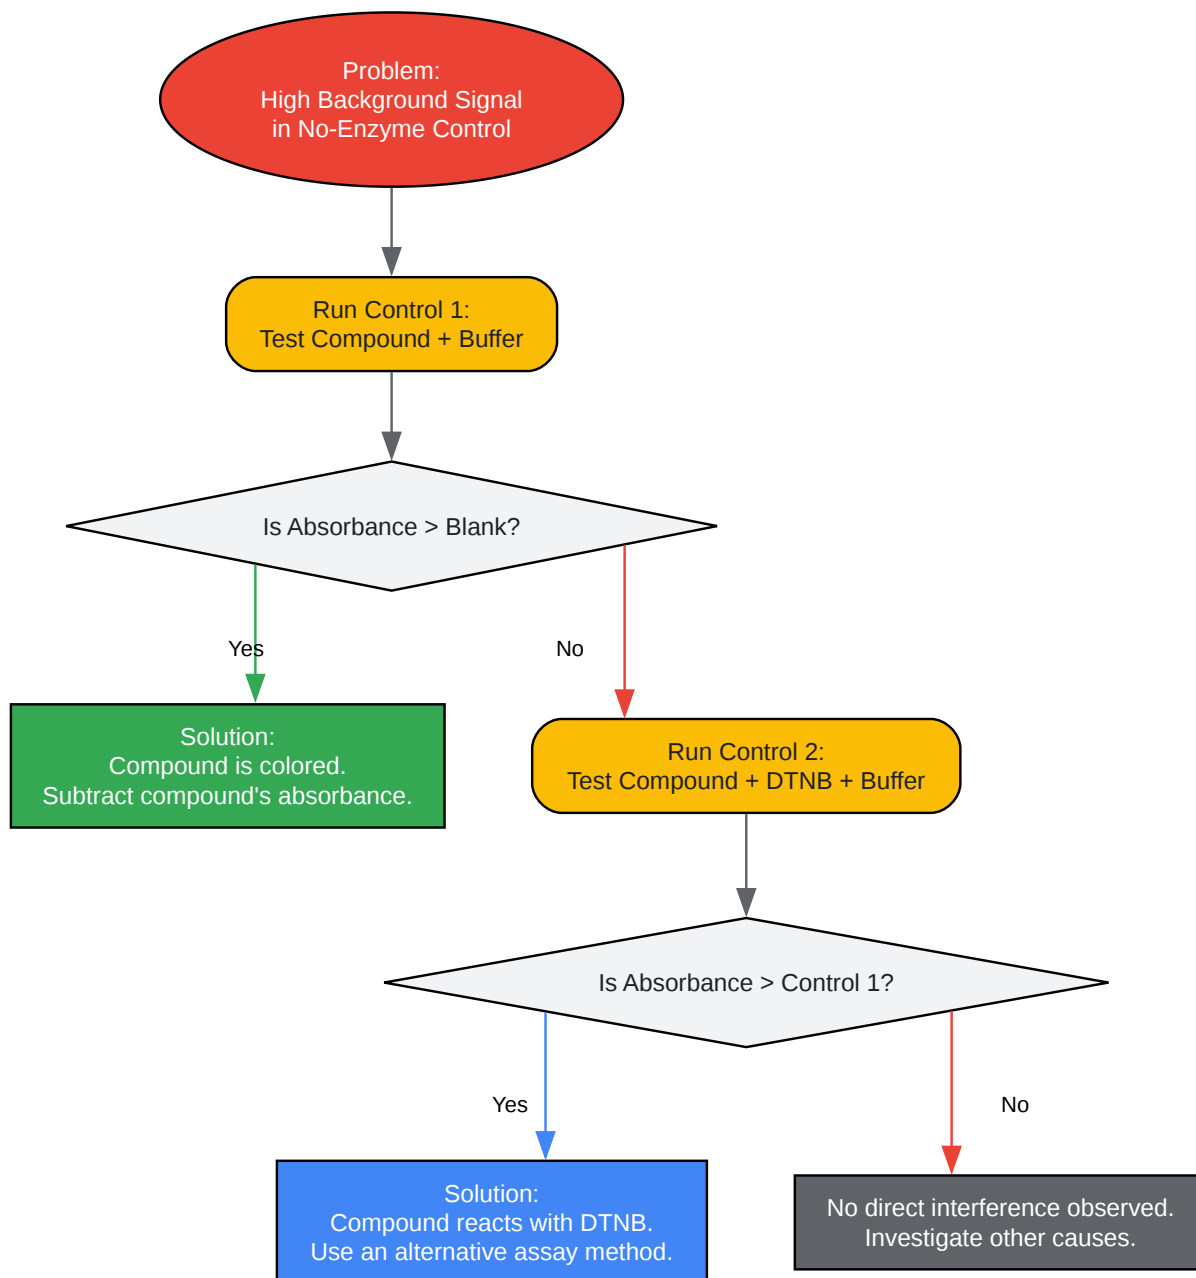 Problem:
High Background Signal
in No-Enzyme Control
Run Control 1:
Test Compound + Buffer
Is Absorbance > Blank?
Yes
No
Solution:
Compound is colored.
Subtract compound's absorbance.
Run Control 2:
Test Compound + DTNB + Buffer
Is Absorbance > Control 1?
Yes
No
Solution:
Compound reacts with DTNB.
Use an alternative assay method.
No direct interference observed.
Investigate other causes.